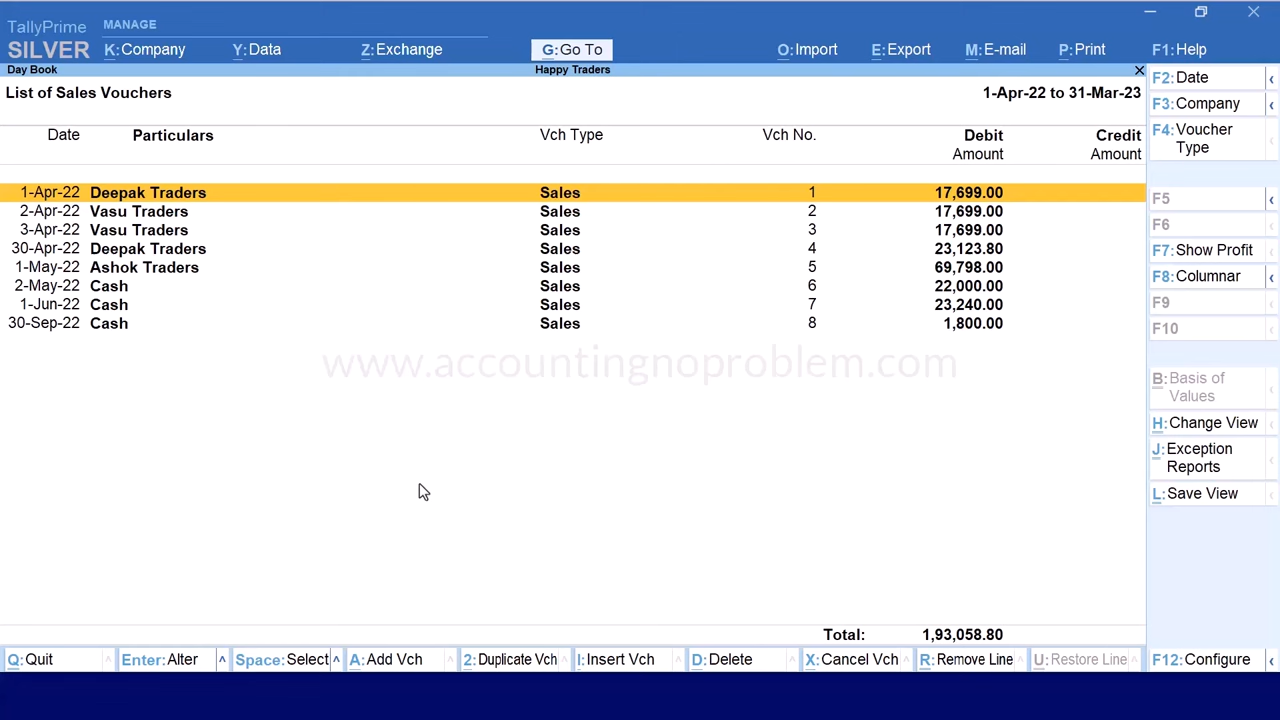 TallyPrime MANAGE
SILVER K:Company Y:Data Z:Exchange G:Go To O:Import E:Export M:E-mail P:Print F1:Help
Day Book Happy Traders
List of Sales Vouchers 1-Apr-22 to 31-Mar-23
Date Particulars Vch Type Vch No. Debit Credit
Amount Amount
1-Apr-22 Deepak Traders Sales 1 17,699.00
2-Apr-22 Vasu Traders Sales 2 17,699.00
3-Apr-22 Vasu Traders Sales 3 17,699.00
30-Apr-22 Deepak Traders Sales 4 23,123.80
1-May-22 Ashok Traders Sales 5 69,798.00
2-May-22 Cash Sales 6 22,000.00
1-Jun-22 Cash Sales 7 23,240.00
30-Sep-22 Cash Sales 8 1,800.00
www.accountingnoproblem.com
Total: 1,93,058.80
Q:Quit Enter:Alter Space:Select A:Add Vch 2:Duplicate Vch I:Insert Vch D:Delete X:Cancel Vch R:Remove Line U:Restore Line F12:Configure
F2:Date
F3:Company
F4:Voucher
Type
F5
F6
F7:Show Profit
F8:Columnar
F9
F10
B:Basis of
Values
H:Change View
J:Exception
Reports
L:Save View